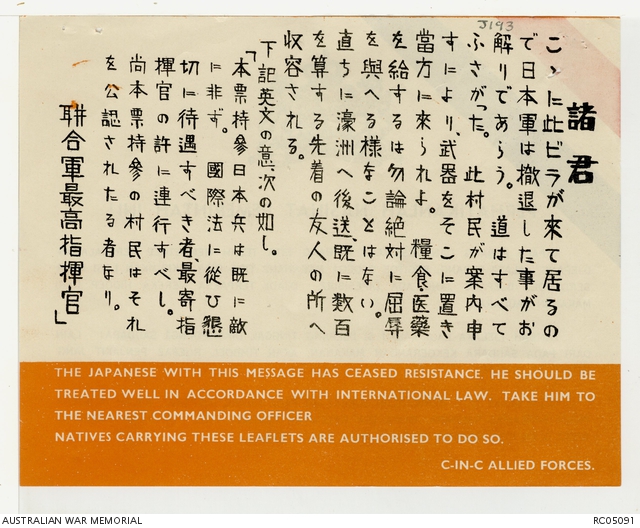 J193
諸君
こゝに此ビラが來て居るの
で日本軍は撤退した事がお
解りであらう。道はすべて
ふさがつた。此村民が案内申
すにより、武器をそこに置き
當方に來られよ。糧食、医藥
を給するは勿論絶対に屈辱
を與へる樣なことはない。
直ちに濠洲へ後送、既に数百
を算する先着の友人の所へ
収容される。
下記英文の意、次の如し。
「本票持參日本兵は既に敵
に非ず。國際法に從ひ懇
切に待遇すべき者、最寄指
揮官の許に連行すべし。
尚本票持參の村民はそれ
を公認されたる者なり。
聯合軍最高指揮官」
THE JAPANESE WITH THIS MESSAGE HAS CEASED RESISTANCE. HE SHOULD BE
TREATED WELL IN ACCORDANCE WITH INTERNATIONAL LAW. TAKE HIM TO
THE NEAREST COMMANDING OFFICER
NATIVES CARRYING THESE LEAFLETS ARE AUTHORISED TO DO SO.
C-IN-C ALLIED FORCES.
AUSTRALIAN WAR MEMORIAL
RC05091